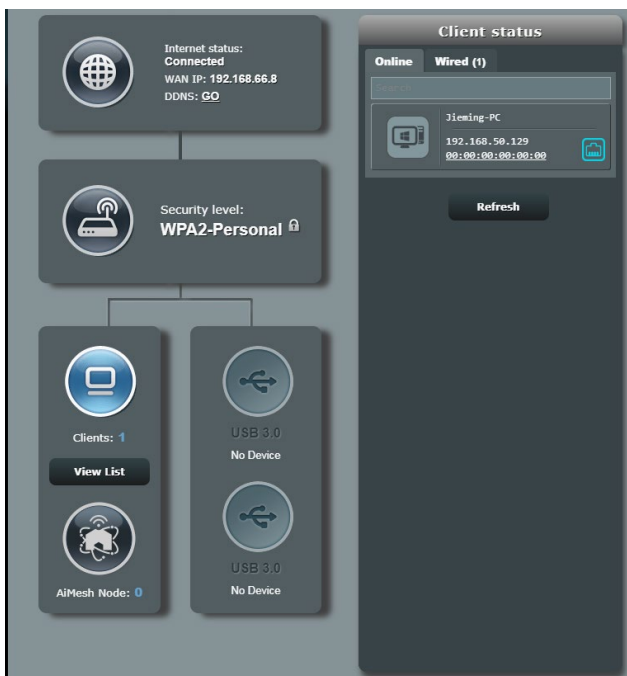 Internet status:
Connected
WAN IP: 192.168.66.8
DDNS: GO
Security level:
WPA2-Personal
Clients: 1
View List
AiMesh Node: 0
USB 3.0
No Device
USB 3.0
No Device
Client status
Online Wired (1)
Search
Jieming-PC
192.168.50.129
00:00:00:00:00:00
Refresh